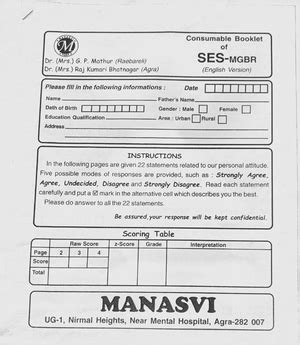 Consumable Booklet
of
SES-MGBR
(English Version)
Dr. (Mrs.) G. P. Mathur (Raebareli)
Dr. (Mrs.) Raj Kumari Bhatnagar (Agra)
Please fill in the following informations : Date
Name Father's Name
Date of Birth Gender : Male Female
Education Qualification Area : Urban Rural
Address
INSTRUCTIONS
In the following pages are given 22 statements related to our personal attitude.
Five possible modes of responses are provided, such as : Strongly Agree,
Agree, Undecided, Disagree and Strongly Disagree. Read each statement
carefully and put a ☑ mark in the alternative cell which describes you the best.
Please do answer to all the 22 statements.
Be assured, your response will be kept confidential.
Scoring Table
Raw Score z-Score Grade Interpretation
Page 2 3 4
Score
Total
MANASVI
UG-1, Nirmal Heights, Near Mental Hospital, Agra-282 007